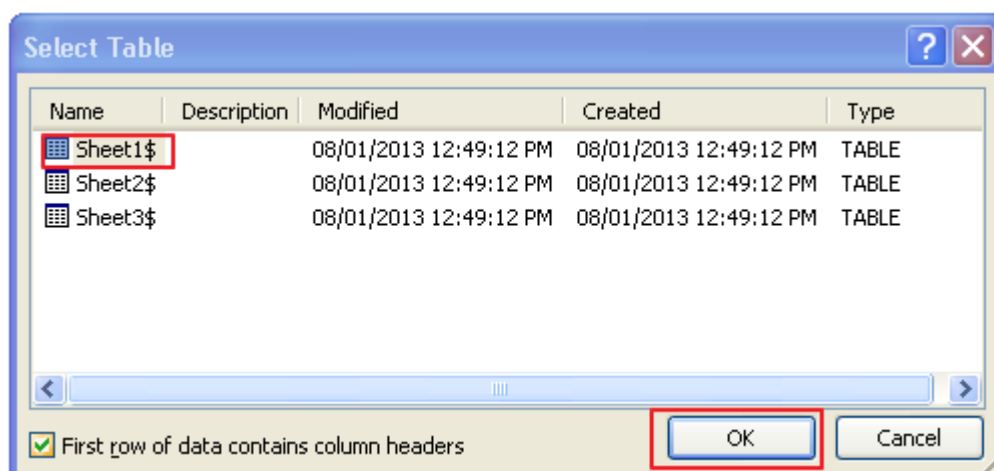 Select Table
Name Description Modified Created Type
Sheet1$ 08/01/2013 12:49:12 PM 08/01/2013 12:49:12 PM TABLE
Sheet2$ 08/01/2013 12:49:12 PM 08/01/2013 12:49:12 PM TABLE
Sheet3$ 08/01/2013 12:49:12 PM 08/01/2013 12:49:12 PM TABLE
First row of data contains column headers OK Cancel